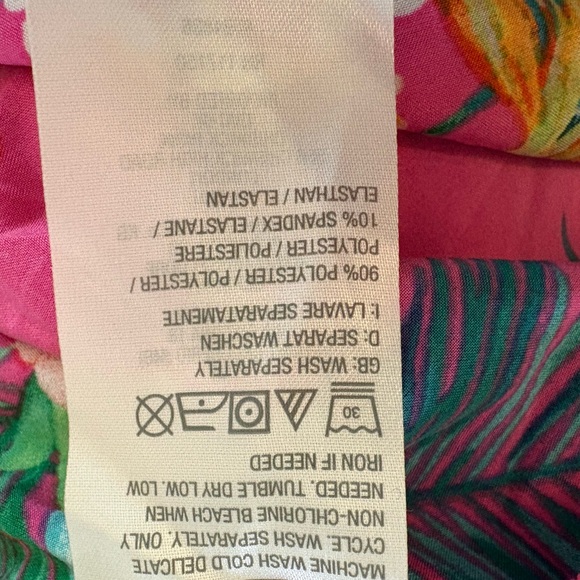 MACHINE WASH COLD DELICATE
CYCLE. WASH SEPARATELY. ONLY
NON-CHLORINE BLEACH WHEN
NEEDED. TUMBLE DRY LOW. LOW
IRON IF NEEDED
30
GB: WASH SEPARATELY
D: SEPARAT WASCHEN
I: LAVARE SEPARATAMENTE
90% POLYESTER / POLYESTER /
POLYESTER / POLIESTERE
10% SPANDEX / ELASTANE /
ELASTHAN / ELASTAN